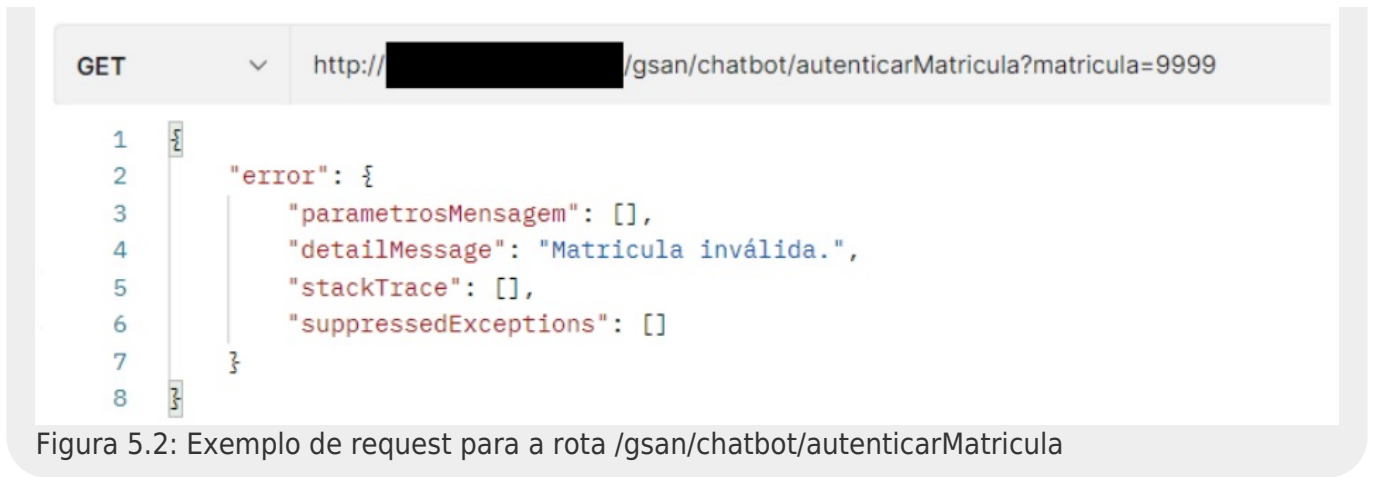 GET http:// /gsan/chatbot/autenticarMatricula?matricula=9999
1 {
2 "error": {
3 "parametrosMensagem": [],
4 "detailMessage": "Matricula inválida.",
5 "stackTrace": [],
6 "suppressedExceptions": []
7 }
8 }
Figura 5.2: Exemplo de request para a rota /gsan/chatbot/autenticarMatricula